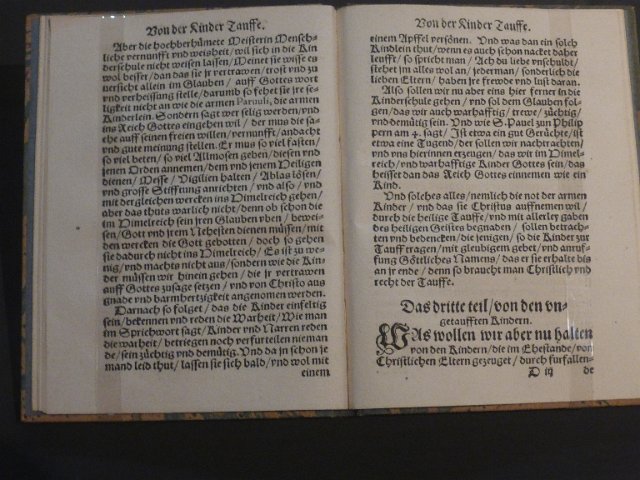 Von der Kinder Tauffe.
Aber die hochberhümete Meisterin Mensch-
liche vernunfft vnd weisheit/ wil sich in die Kin
derschule nicht weisen lassen/ Meinet sie wisse es
wol besser/ dan das sie jr vertrawen/ trost vnd zu
uersicht allein im Glauben/ auff Gottes wort
vnd verheissung stelle/ darumb so fehet sie jre se-
ligkeit nicht an wie die armen Paruuli, die armen
Kinderlein. Sondern sagt wer selig werden/ vnd
ins Reich Gottes eingehen wil/ der mus die sa-
che auff seinen freien willen/ vernunfft/ andacht
vnd gute meinung stellen. Er mus so viel fasten/
so viel beten/ so viel Allmosen geben/ diesen vnd
jenen Orden annemen/ dem vnd jenem Heiligen
dienen/ Messe/ Vigilien halten/ Ablas lösen/
vnd grosse Stifftung anrichten/ vnd also/ vnd
mit dergleichen wercken ins Himelreich gehen/
aber das thuts warlich nicht/ denn ob schon die
im Himelreich sein jren Glauben vben/ bewei-
sen/ Gott vnd jrem Nehesten dienen müssen/ mit
den wercken die Gott gebotten/ doch so gehen
sie dadurch nicht ins Himelreich/ Es ist zu we-
nig/ vnd machts nicht aus/ sondern wie die Kin
der müssen wir hinein gehen/ die jr vertrawen
auff Gottes zusage setzen/ vnd von Christo aus
gnade vnd barmhertzigkeit angenomen werden.
Darnach so folget/ das die Kinder einfeltig
sein/ bekennen vnd reden die Warheit/ Wie man
im Sprichwort sagt/ Kinder vnd Narren reden
die warheit/ betriegen noch verfurteilen nieman
de/ sein züchtig vnd demütig. Vnd da jn schon je
mand leid thut/ lassen sie sich bald/ vnd wol mit
einem
Von der Kinder Tauffe.
einem Apffel versönen. Vnd was dan ein solch
Kindlein thut/ wenn es auch schon nacket daher
leufft/ so spricht man/ Ach du liebe vnschuldt/
stehet jm alles wol an/ jederman/ sonderlich die
lieben Eltern/ haben jre frewde vnd lust daran.
Also sollen wir nu aber eins hie ferner in die
Kinderschule gehen/ vnd sol dem Glauben fol-
gen/ das wir auch warhafftig/ trewe/ züchtig/
vnd demütig sein. Vnd wie S. Pauel zun Philip
pern am 4. sagt/ Ist etwa ein gut Gerüchte/ ist
etwa eine Tugend/ der sollen wir nachtrachten/
vnd vns hierinnen erzeugen/ das wir im Himel-
reich/ vnd warhafftige Kinder Gottes sein/ das
heisset dan das Reich Gottes einnemen wie ein
Kind.
Vnd solches alles/ nemlich die not der armen
Kinder/ vnd das sie Christus auffnemen wil/
durch die heilige Tauffe/ vnd mit allerley gaben
des heiligen Geistes begnaden/ sollen betrach-
ten vnd bedencken/ die jenigen/ so die Kinder zur
Tauff tragen/ mit gleubigem gebet/ vnd anruf-
fung Götliches Namens/ das er sie erhalte bis
an jr ende/ denn so braucht man Christlich vnd
recht der Tauffe.
Das dritte teil/ von den vn-
getaufften Kindern.
Was wollen wir aber nu halten
von den Kindern/ die im Ehestande/ von
Christlichen Eltern gezeuget/ durch furfallen-
D iij de